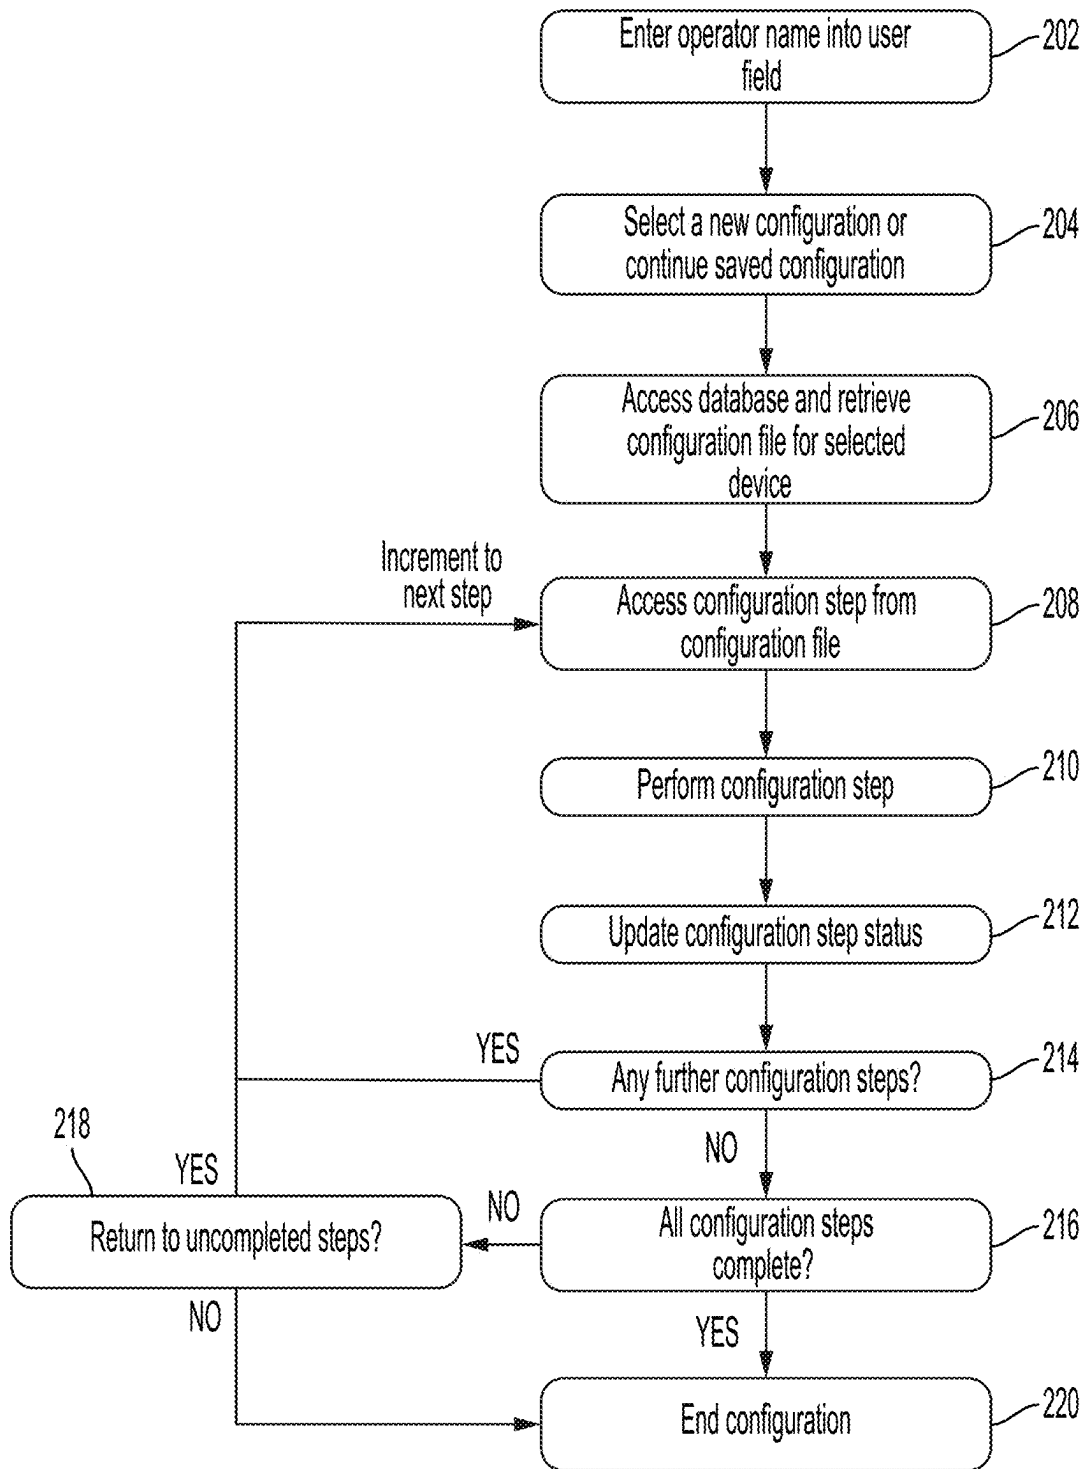 Enter operator name into user
field
202
Select a new configuration or
continue saved configuration
204
Access database and retrieve
configuration file for selected
device
206
Increment to
next step
Access configuration step from
configuration file
208
Perform configuration step
210
Update configuration step status
212
YES
Any further configuration steps?
214
NO
218
YES
Return to uncompleted steps?
NO
All configuration steps
complete?
216
NO
YES
End configuration
220